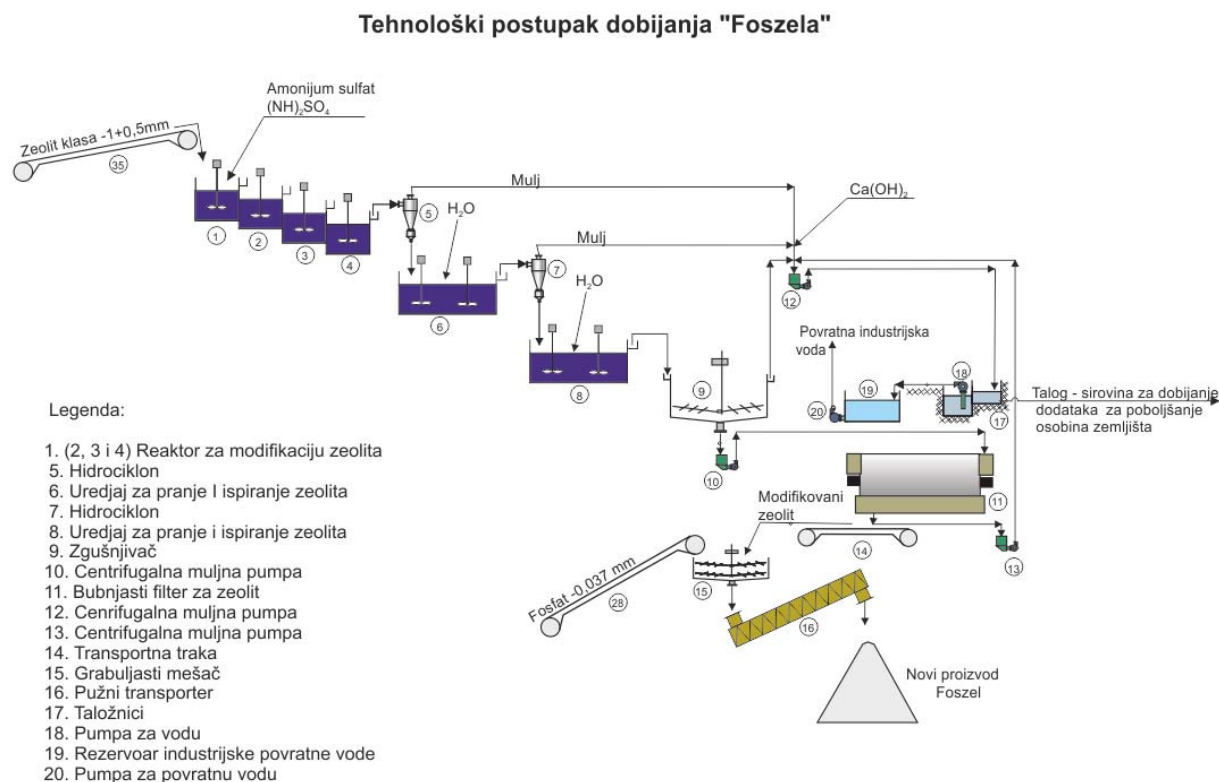 Tehnološki postupak dobijanja "Foszela"
Amonijum sulfat
(NH)₂SO₄
Zeolit klasa -1+0,5mm
35
1
2
3
4
Mulj
5
H₂O
Ca(OH)₂
Mulj
6
7
H₂O
12
8
Povratna industrijska
voda
9
18
19
20
17
Talog - sirovina za dobijanje
dodataka za poboljšanje
osobina zemljišta
10
11
Modifikovani
zeolit
14
13
Fosfat -0,037 mm
28
15
16
Novi proizvod
Foszel
Legenda:
1. (2, 3 i 4) Reaktor za modifikaciju zeolita
5. Hidrociklon
6. Uredjaj za pranje I ispiranje zeolita
7. Hidrociklon
8. Uredjaj za pranje i ispiranje zeolita
9. Zgušnjivač
10. Centrifugalna muljna pumpa
11. Bubnjasti filter za zeolit
12. Cenrifugalna muljna pumpa
13. Centrifugalna muljna pumpa
14. Transportna traka
15. Grabuljasti mešač
16. Pužni transporter
17. Taložnici
18. Pumpa za vodu
19. Rezervoar industrijske povratne vode
20. Pumpa za povratnu vodu